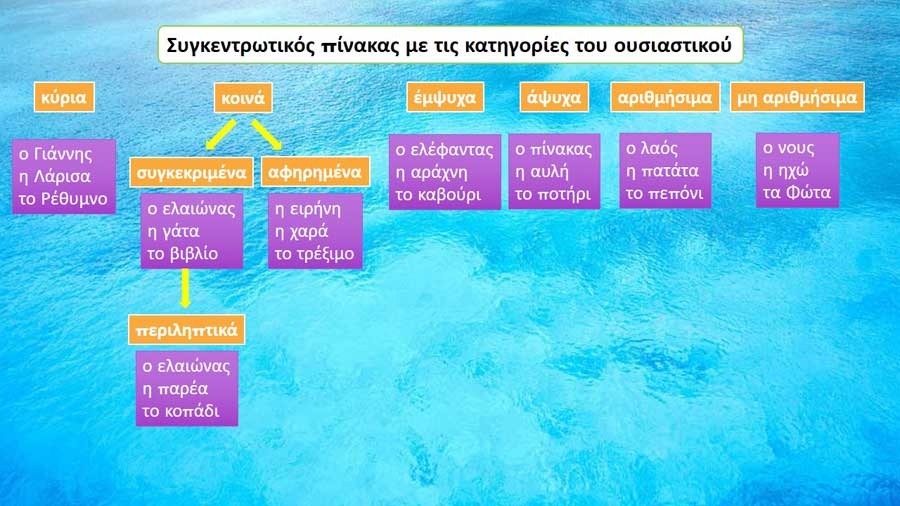 Συγκεντρωτικός πίνακας με τις κατηγορίες του ουσιαστικού
κύρια
ο Γιάννης
η Λάρισα
το Ρέθυμνο
κοινά
συγκεκριμένα
ο ελαιώνας
η γάτα
το βιβλίο
περιληπτικά
ο ελαιώνας
η παρέα
το κοπάδι
αφηρημένα
η ειρήνη
η χαρά
το τρέξιμο
έμψυχα
ο ελέφαντας
η αράχνη
το καβούρι
άψυχα
ο πίνακας
η αυλή
το ποτήρι
αριθμήσιμα
ο λαός
η πατάτα
το πεπόνι
μη αριθμήσιμα
ο νους
η ηχώ
τα Φώτα